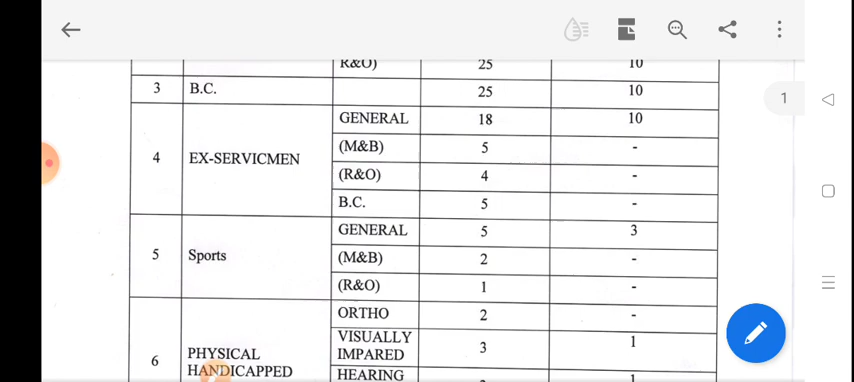 R&O) 25 10
3 B.C. 25 10
1
GENERAL 18 10
(M&B) 5 -
4 EX-SERVICMEN
(R&O) 4 -
B.C. 5 -
GENERAL 5 3
5 Sports (M&B) 2 -
(R&O) 1 -
ORTHO 2 -
VISUALLY
IMPARED 3 1
6 PHYSICAL
HANDICAPPED
HEARING 1